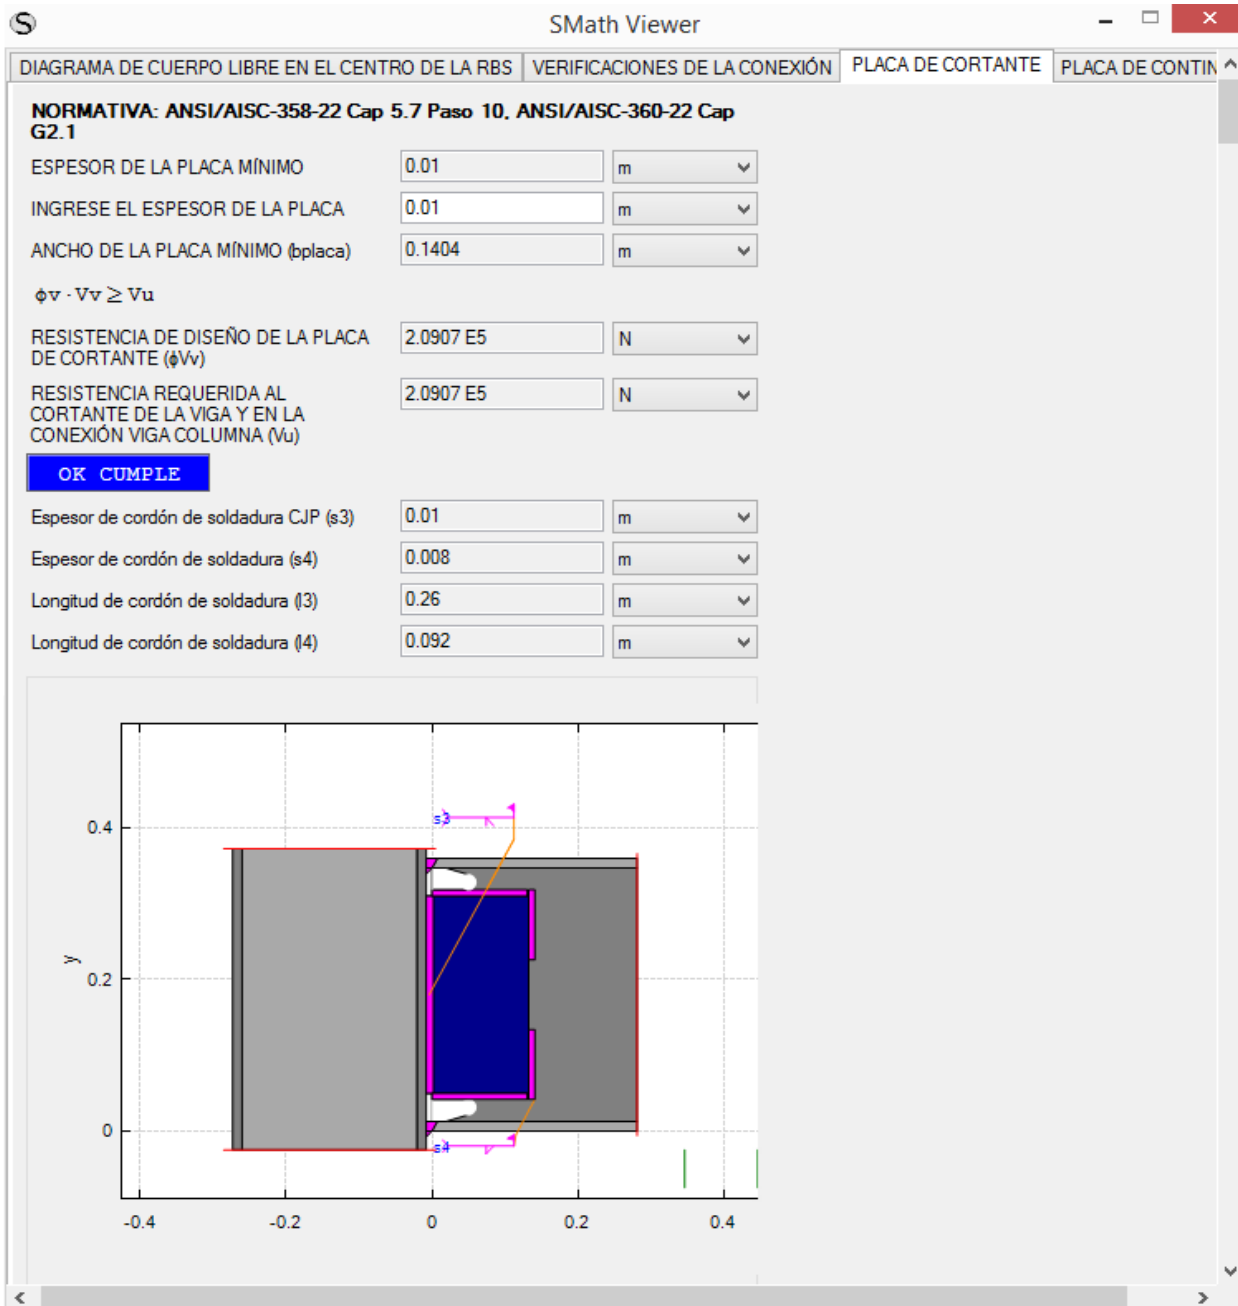 SMath Viewer
DIAGRAMA DE CUERPO LIBRE EN EL CENTRO DE LA RBS
VERIFICACIONES DE LA CONEXIÓN
PLACA DE CORTANTE
PLACA DE CONTIN
NORMATIVA: ANSI/AISC-358-22 Cap 5.7 Paso 10, ANSI/AISC-360-22 Cap
G2.1
ESPESOR DE LA PLACA MÍNIMO 0.01 m
INGRESE EL ESPESOR DE LA PLACA 0.01 m
ANCHO DE LA PLACA MÍNIMO (bplaca) 0.1404 m
ϕv · Vv ≥ Vu
RESISTENCIA DE DISEÑO DE LA PLACA
DE CORTANTE (ϕVv)
2.0907 E5 N
RESISTENCIA REQUERIDA AL
CORTANTE DE LA VIGA Y EN LA
CONEXIÓN VIGA COLUMNA (Vu)
2.0907 E5 N
OK CUMPLE
Espesor de cordón de soldadura CJP (s3) 0.01 m
Espesor de cordón de soldadura (s4) 0.008 m
Longitud de cordón de soldadura (l3) 0.26 m
Longitud de cordón de soldadura (l4) 0.092 m
s3
0.4
y
0.2
0
s4
-0.4 -0.2 0 0.2 0.4